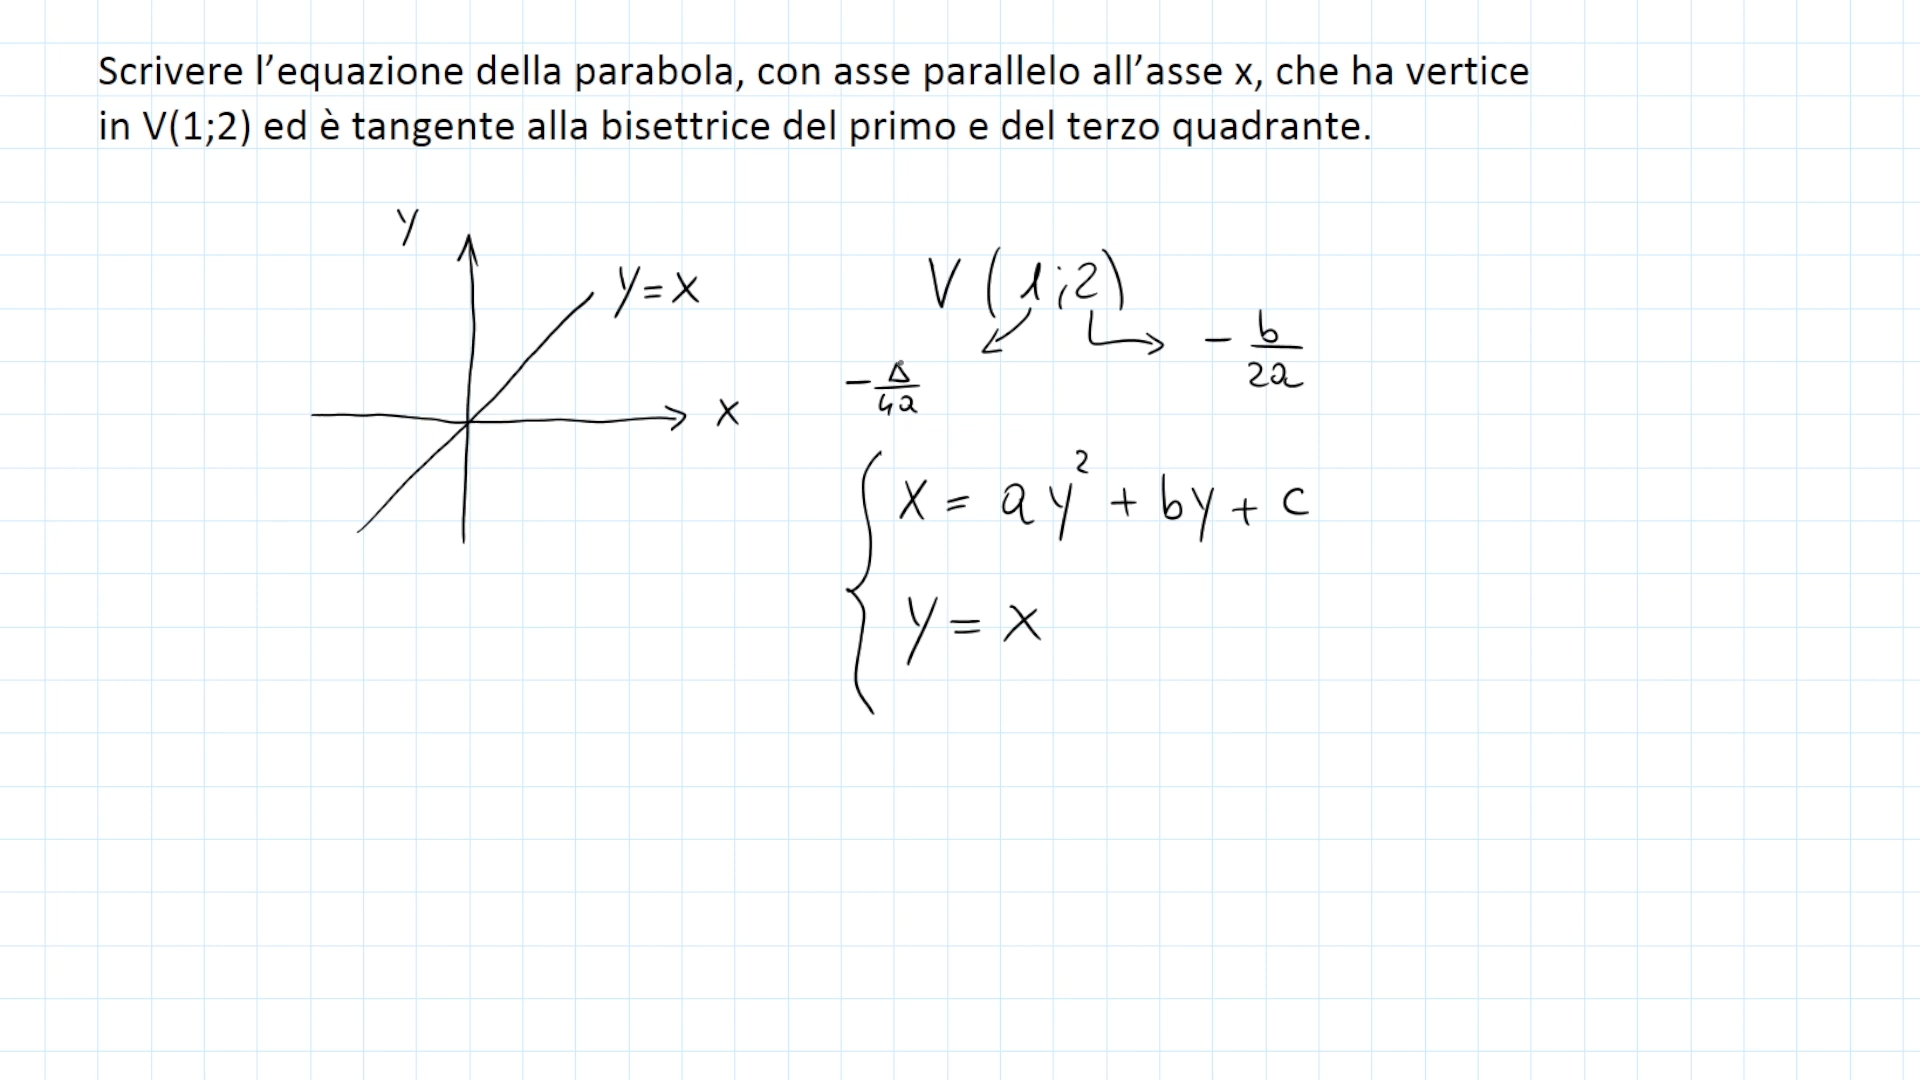 Scrivere l’equazione della parabola, con asse parallelo all’asse x, che ha vertice
in V(1;2) ed è tangente alla bisettrice del primo e del terzo quadrante.
y
y=x
x
V (1;2)
-Δ/4a
-b/2a
x = ay² + by + c
y = x